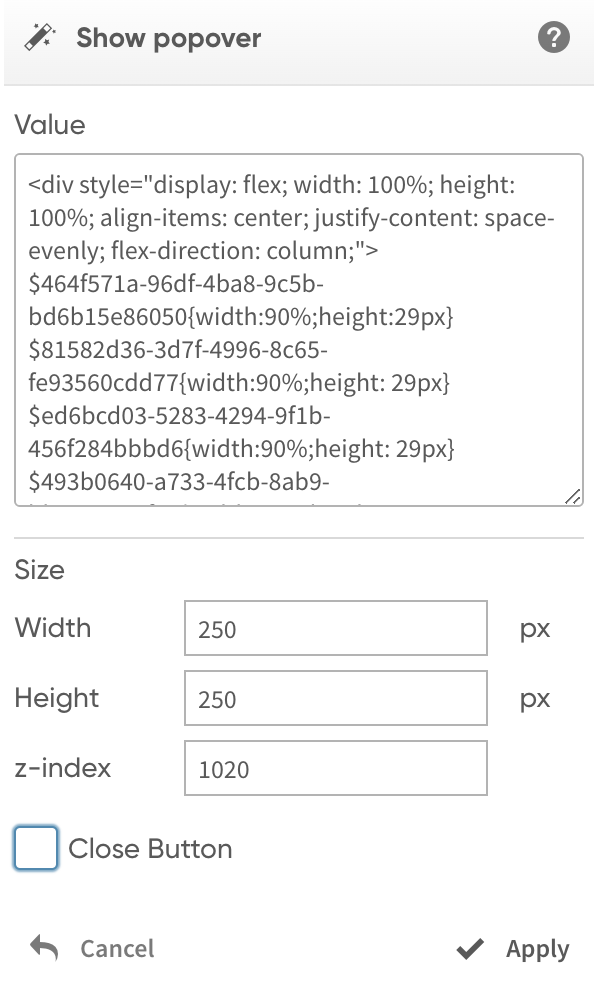 Show popover
?
Value
<div style="display: flex; width: 100%; height:
100%; align-items: center; justify-content: space-
evenly; flex-direction: column;">
$464f571a-96df-4ba8-9c5b-
bd6b15e86050{width:90%;height:29px}
$81582d36-3d7f-4996-8c65-
fe93560cdd77{width:90%;height: 29px}
$ed6bcd03-5283-4294-9f1b-
456f284bbbd6{width:90%;height: 29px}
$493b0640-a733-4fcb-8ab9-
Size
Width 250 px
Height 250 px
z-index 1020
Close Button
Cancel Apply